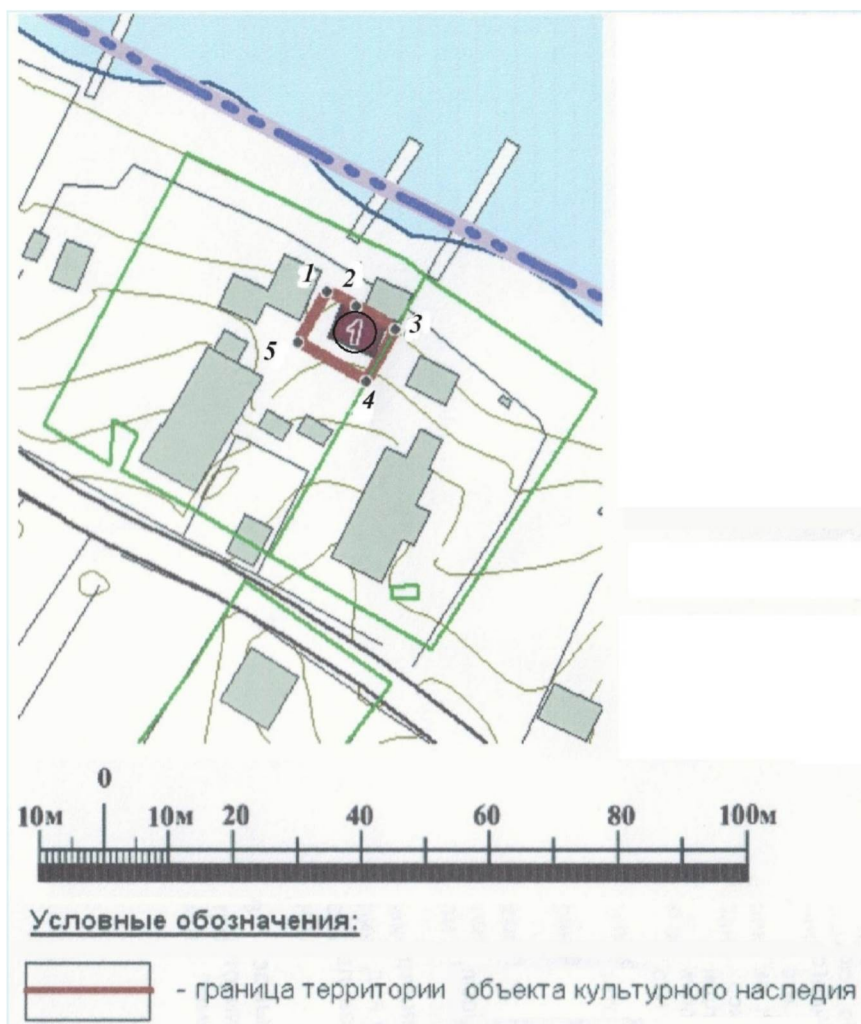 1 2
1 3
5
4
0
10м 10м 20 40 60 80 100м
Условные обозначения:
- граница территории объекта культурного наследия